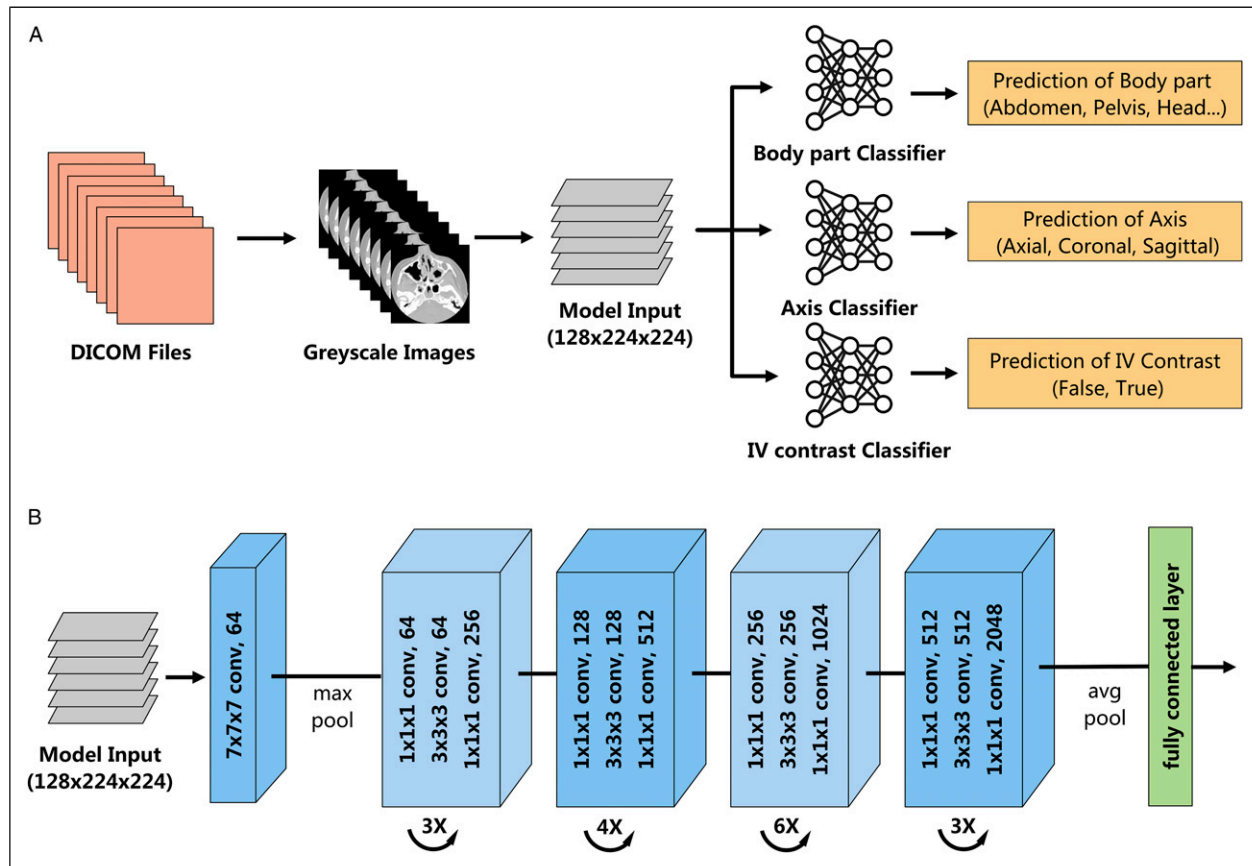 A
DICOM Files
Greyscale Images
Model Input
(128x224x224)
Body part Classifier
Prediction of Body part
(Abdomen, Pelvis, Head...)
Axis Classifier
Prediction of Axis
(Axial, Coronal, Sagittal)
IV contrast Classifier
Prediction of IV Contrast
(False, True)
B
Model Input
(128x224x224)
7x7x7 conv, 64
max
pool
1x1x1 conv, 64
3x3x3 conv, 64
1x1x1 conv, 256
3X
1x1x1 conv, 128
3x3x3 conv, 128
1x1x1 conv, 512
4X
1x1x1 conv, 256
3x3x3 conv, 256
1x1x1 conv, 1024
6X
1x1x1 conv, 512
3x3x3 conv, 512
1x1x1 conv, 2048
3X
avg
pool
fully connected layer